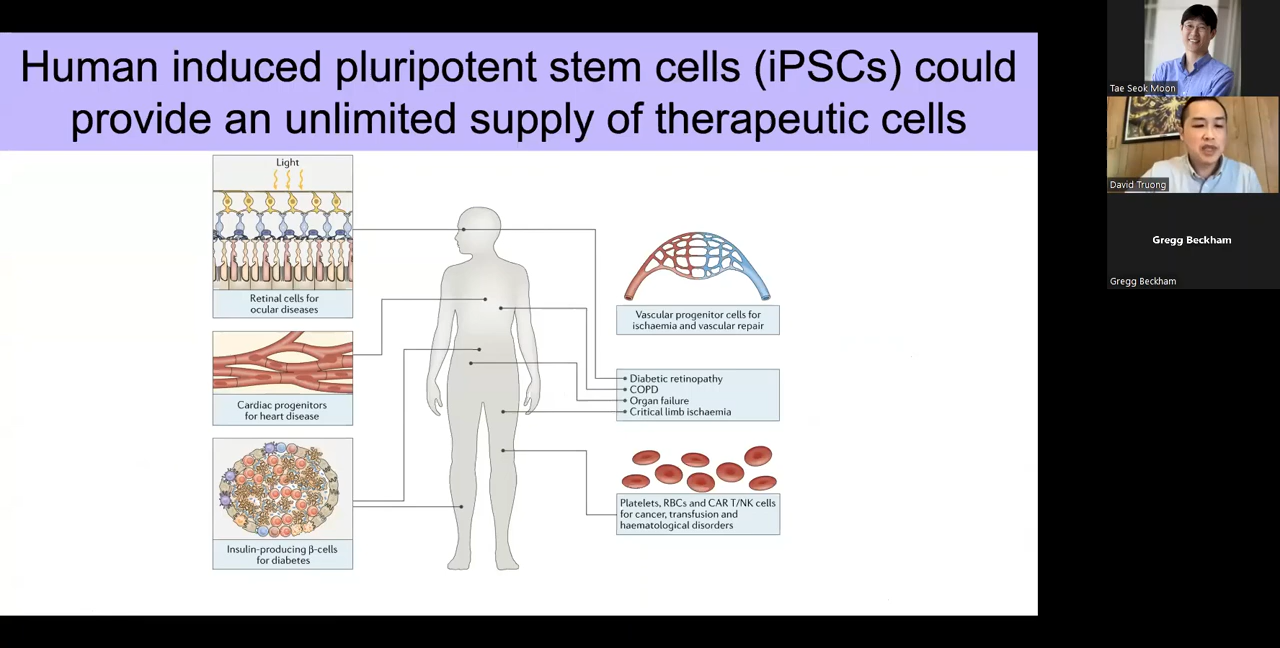 Human induced pluripotent stem cells (iPSCs) could
provide an unlimited supply of therapeutic cells
Light
Retinal cells for
ocular diseases
Cardiac progenitors
for heart disease
Insulin-producing β-cells
for diabetes
Vascular progenitor cells for
ischaemia and vascular repair
Diabetic retinopathy
COPD
Organ failure
Critical limb ischaemia
Platelets, RBCs and CAR T/NK cells
for cancer, transfusion and
haematological disorders
Tae Seok Moon
David Truong
Gregg Beckham
Gregg Beckham